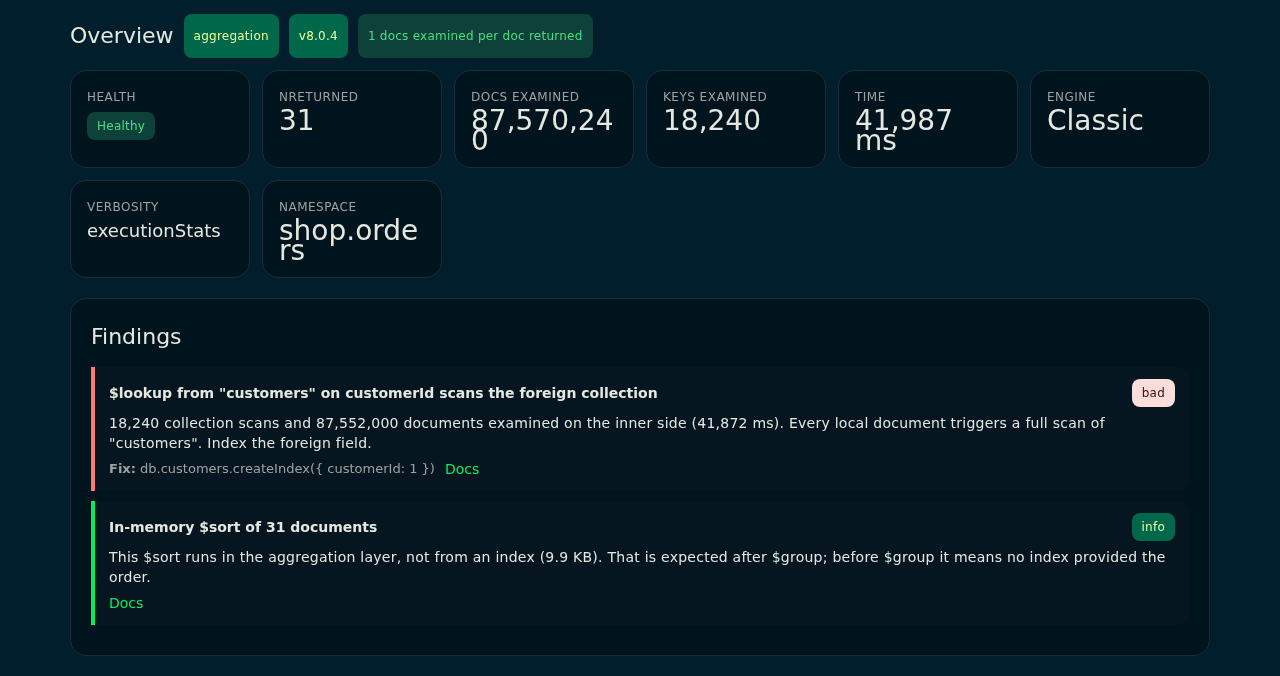 Overview aggregation v8.0.4 1 docs examined per doc returned
HEALTH
Healthy
NRETURNED
31
DOCS EXAMINED
87,570,24
0
KEYS EXAMINED
18,240
TIME
41,987
ms
ENGINE
Classic
VERBOSITY
executionStats
NAMESPACE
shop.orde
rs
Findings
$lookup from "customers" on customerId scans the foreign collection bad
18,240 collection scans and 87,552,000 documents examined on the inner side (41,872 ms). Every local document triggers a full scan of
"customers". Index the foreign field.
Fix: db.customers.createIndex({ customerId: 1 }) Docs
In-memory $sort of 31 documents info
This $sort runs in the aggregation layer, not from an index (9.9 KB). That is expected after $group; before $group it means no index provided the
order.
Docs